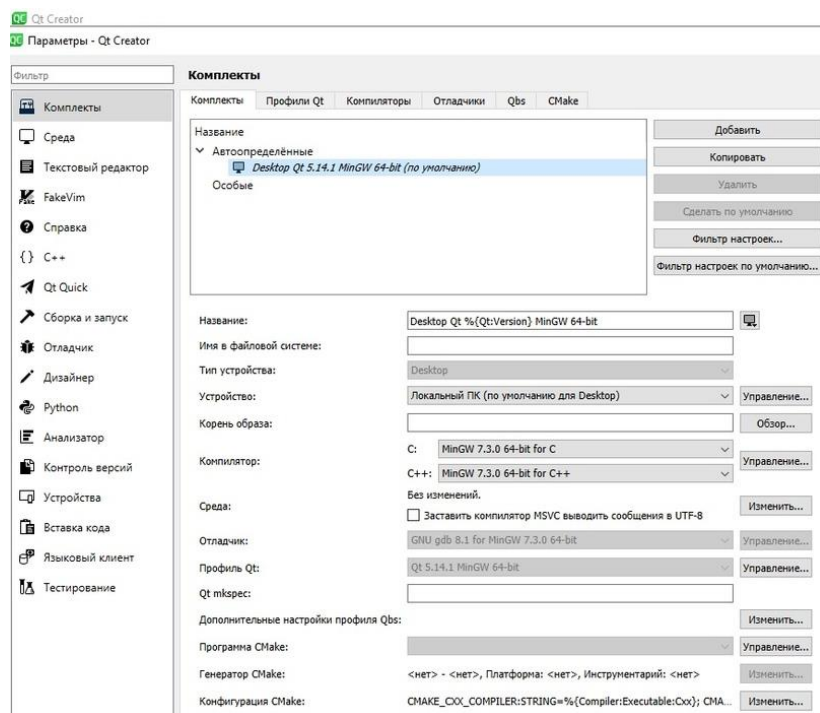 QC Qt Creator
QC Параметры - Qt Creator
Фильтр
Комплекты
Среда
Текстовый редактор
FakeVim
Справка
{} C++
Qt Quick
Сборка и запуск
Отладчик
Дизайнер
Python
Анализатор
Контроль версий
Устройства
Вставка кода
Языковый клиент
Тестирование
Комплекты
Комплекты Профили Qt Компиляторы Отладчики Qbs CMake
Название
Автоопределённые
Desktop Qt 5.14.1 MinGW 64-bit (по умолчанию)
Особые
Добавить
Копировать
Удалить
Сделать по умолчанию
Фильтр настроек...
Фильтр настроек по умолчанию...
Название: Desktop Qt %{Qt:Version} MinGW 64-bit
Имя в файловой системе:
Тип устройства: Desktop
Устройство: Локальный ПК (по умолчанию для Desktop) Управление...
Корень образа: Обзор...
Компилятор: C: MinGW 7.3.0 64-bit for C
C++: MinGW 7.3.0 64-bit for C++ Управление...
Среда: Без изменений. Изменить...
Заставить компилятор MSVC выводить сообщения в UTF-8
Отладчик: GNU gdb 8.1 for MinGW 7.3.0 64-bit Управление...
Профиль Qt: Qt 5.14.1 MinGW 64-bit Управление...
Qt mkspec:
Дополнительные настройки профиля Qbs: Изменить...
Программа CMake: Управление...
Генератор CMake: <нет> - <нет>, Платформа: <нет>, Инструментарий: <нет> Изменить...
Конфигурация CMake: CMAKE_CXX_COMPILER:STRING=%{Compiler:Executable:Cxx}; CMA... Изменить...